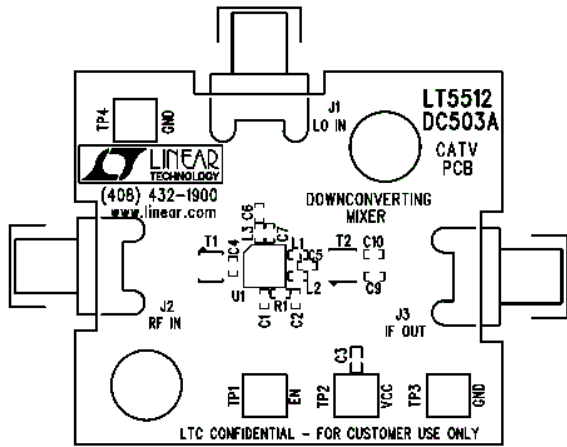 LT5512
DC503A
CATV
PCB
J1
LO IN
TP4
GND
LINEAR
TECHNOLOGY
(408) 432-1900
www.linear.com
DOWNCONVERTING
MIXER
C6
L3
C7
T1
C4
L1
C5
T2
C10
U1
C1
R1
C2
L2
C9
J2
RF IN
J3
IF OUT
C3
TP1
EN
TP2
VCC
TP3
GND
LTC CONFIDENTIAL - FOR CUSTOMER USE ONLY